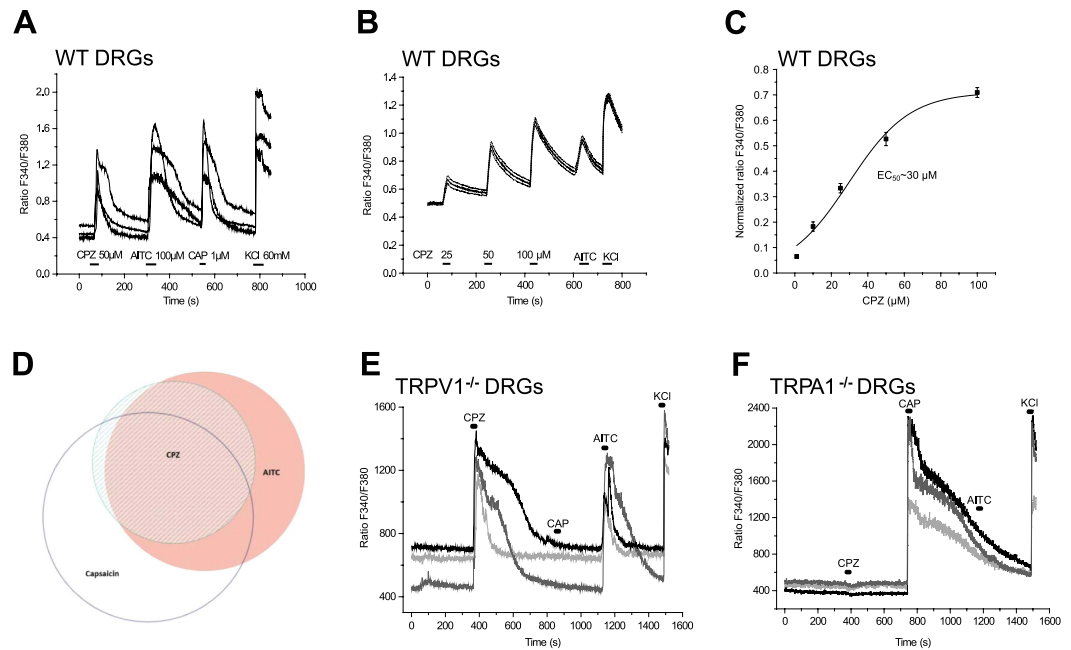 A
WT DRGs
Ratio F340/F380
2.0
1.6
1.2
0.8
0.4
0.0
CPZ 50µM AITC 100µM CAP 1µM KCl 60mM
0 200 400 600 800 1000
Time (s)
B
WT DRGs
Ratio F340/F380
1.4
1.2
1.0
0.8
0.6
0.4
0.2
0.0
CPZ 25 50 100 µM AITC KCl
0 200 400 600 800
Time (s)
C
WT DRGs
Normalized ratio F340/F380
0.8
0.7
0.6
0.5
0.4
0.3
0.2
0.1
0.0
EC50~30 µM
0 20 40 60 80 100
CPZ (µM)
D
CPZ
AITC
Capsaicin
E
TRPV1-/- DRGs
Ratio F340/F380
1600
1200
800
400
CPZ
CAP
AITC
KCl
0 200 400 600 800 1000 1200 1400 1600
Time (s)
F
TRPA1-/- DRGs
Ratio F340/F380
2400
2000
1600
1200
800
400
CPZ
CAP
AITC
KCl
0 200 400 600 800 1000 1200 1400 1600
Time (s)